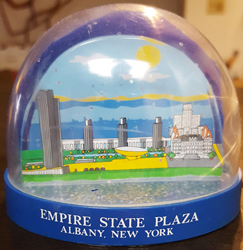 EMPIRE STATE PLAZA
ALBANY, NEW YORK